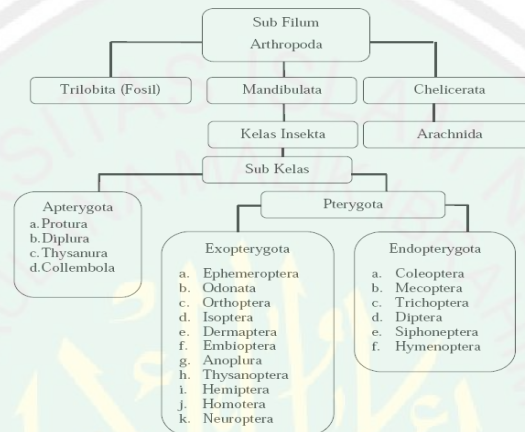 Sub Filum
Arthropoda
Trilobita (Fosil)
Mandibulata
Chelicerata
Kelas Insekta
Arachnida
Sub Kelas
Apterygota
a. Protura
b. Diplura
c. Thysanura
d. Collembola
Pterygota
Exopterygota
a. Ephemeroptera
b. Odonata
c. Orthoptera
d. Isoptera
e. Dermaptera
f. Embioptera
g. Anoplura
h. Thysanoptera
i. Hemiptera
j. Homotera
k. Neuroptera
Endopterygota
a. Coleoptera
b. Mecoptera
c. Trichoptera
d. Diptera
e. Siphoneptera
f. Hymenoptera